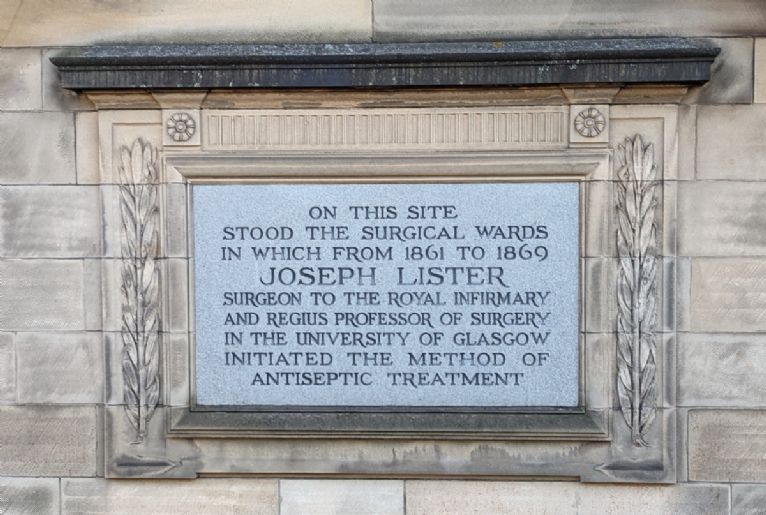 ON THIS SITE
STOOD THE SURGICAL WARDS
IN WHICH FROM 1861 TO 1869
JOSEPH LISTER
SURGEON TO THE ROYAL INFIRMARY
AND REGIUS PROFESSOR OF SURGERY
IN THE UNIVERSITY OF GLASGOW
INITIATED THE METHOD OF
ANTISEPTIC TREATMENT